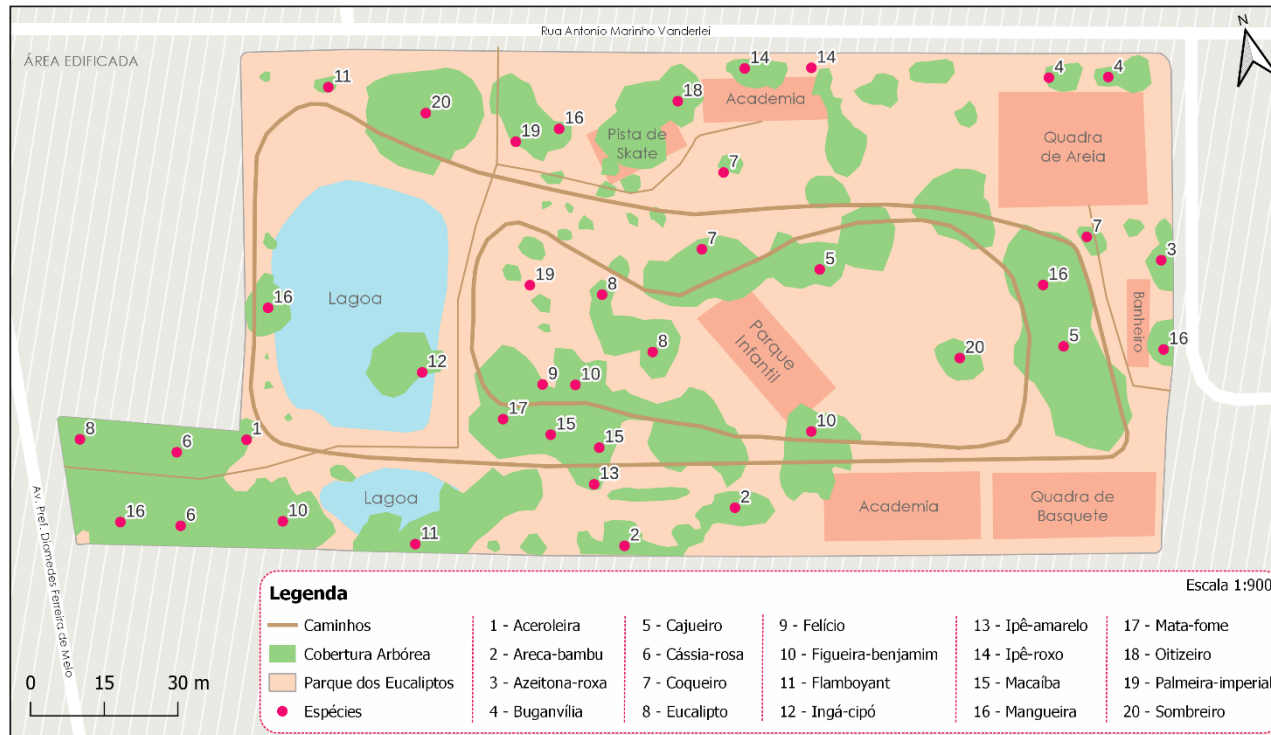 Rua Antonio Marinho Vanderlei
N
ÁREA EDIFICADA
11
20
19
16
18
14
14
4
4
Pista de
Skate
Academia
Quadra
de Areia
7
7
7
3
19
8
5
16
16
Lagoa
Parque
Infantil
Banheiro
8
20
5
16
12
9
10
17
15
15
10
8
6
1
13
Av. Pref. Diomedes Ferreira de Melo
16
6
10
Lagoa
11
2
2
Academia
Quadra de
Basquete
Legenda
Escala 1:900
Caminhos
Cobertura Arbórea
Parque dos Eucaliptos
Espécies
1 - Aceroleira
2 - Areca-bambu
3 - Azeitona-roxa
4 - Buganvília
5 - Cajueiro
6 - Cássia-rosa
7 - Coqueiro
8 - Eucalipto
9 - Felício
10 - Figueira-benjamim
11 - Flamboyant
12 - Ingá-cipó
13 - Ipê-amarelo
14 - Ipê-roxo
15 - Macaíba
16 - Mangueira
17 - Mata-fome
18 - Oitizeiro
19 - Palmeira-imperial
20 - Sombreiro
0 15 30 m